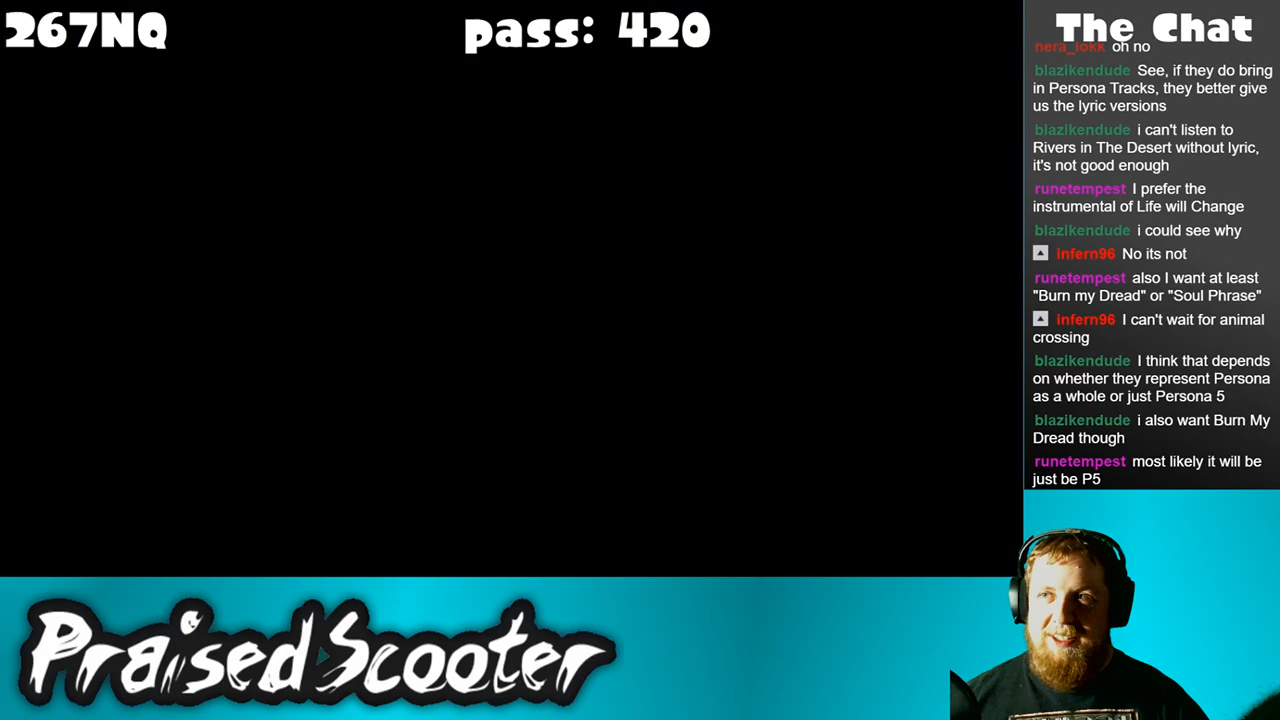 267NQ
pass: 420
The Chat
nera_lokk oh no
blazikendude See, if they do bring
in Persona Tracks, they better give
us the lyric versions
blazikendude i can't listen to
Rivers in The Desert without lyric,
it's not good enough
runetempest I prefer the
instrumental of Life will Change
blazikendude i could see why
infern96 No its not
runetempest also I want at least
"Burn my Dread" or "Soul Phrase"
infern96 I can't wait for animal
crossing
blazikendude I think that depends
on whether they represent Persona
as a whole or just Persona 5
blazikendude i also want Burn My
Dread though
runetempest most likely it will be
just be P5
PraisedScooter